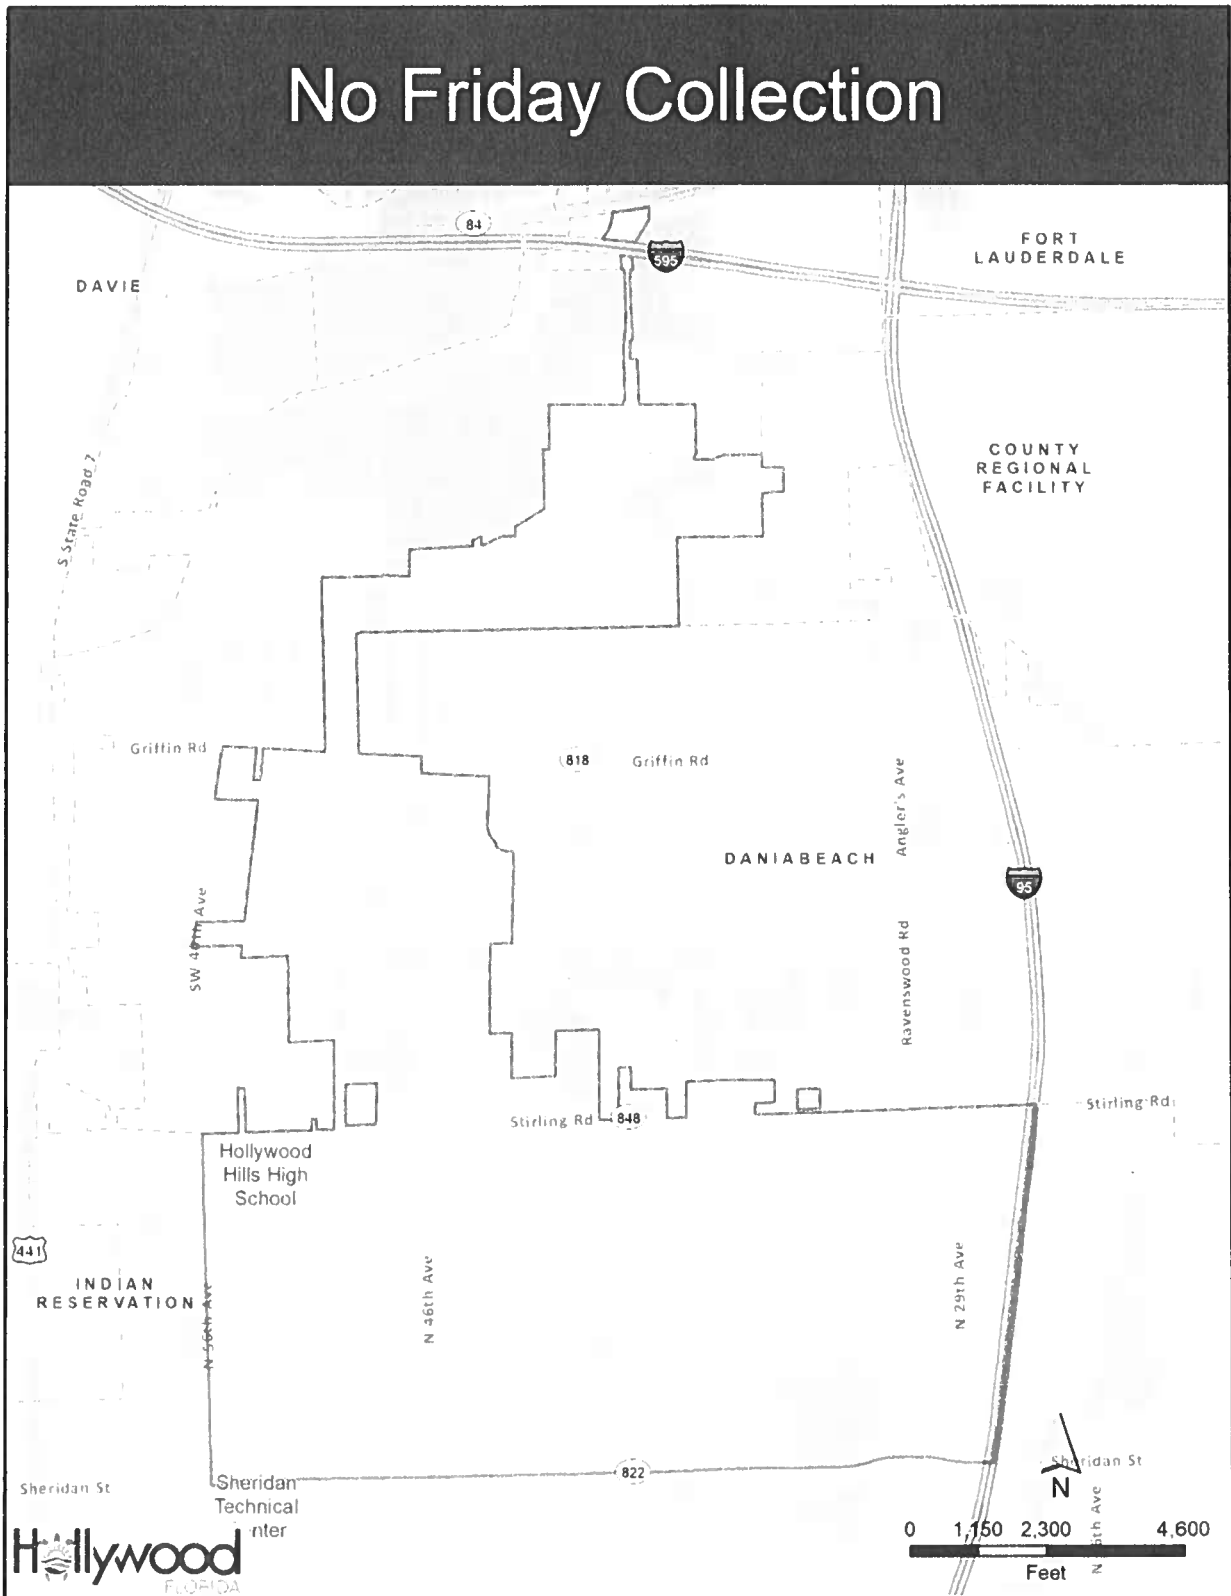 No Friday Collection
84
595
FORT
LAUDERDALE
DAVIE
COUNTY
REGIONAL
FACILITY
S State Road 7
Griffin Rd
818
Griffin Rd
Angler's Ave
DANIABEACH
95
SW 40th Ave
Ravenswood Rd
Stirling Rd
848
Stirling Rd
Hollywood
Hills High
School
441
INDIAN
RESERVATION
N 56th Ave
N 46th Ave
N 29th Ave
Sheridan St
822
Sheridan St
Sheridan
Technical
N
0 1,150 2,300 4,600
Feet
Hollywood
FLORIDA